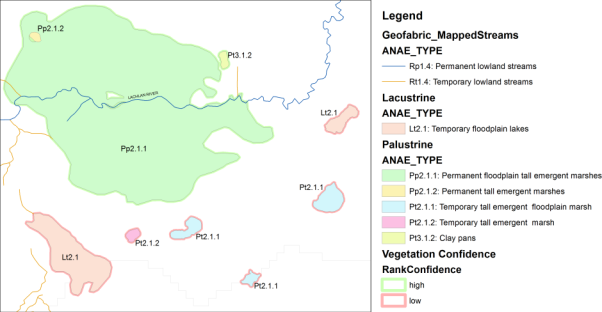 Pp2.1.2
Pt3.1.2
LACHLAN RIVER
Lt2.1
Pp2.1.1
Pt2.1.1
Pt2.1.2
Pt2.1.1
Lt2.1
Pt2.1.1
Legend
Geofabric_MappedStreams
ANAE_TYPE
Rp1.4: Permanent lowland streams
Rt1.4: Temporary lowland streams
Lacustrine
ANAE_TYPE
Lt2.1: Temporary floodplain lakes
Palustrine
ANAE_TYPE
Pp2.1.1: Permanent floodplain tall emergent marshes
Pp2.1.2: Permanent tall emergent marshes
Pt2.1.1: Temporary tall emergent floodplain marsh
Pt2.1.2: Temporary tall emergent marsh
Pt3.1.2: Clay pans
Vegetation Confidence
RankConfidence
high
low